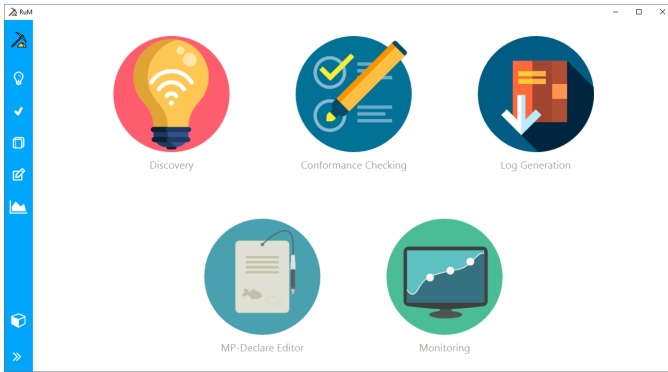 RuM
Discovery
Conformance Checking
Log Generation
MP-Declare Editor
Monitoring